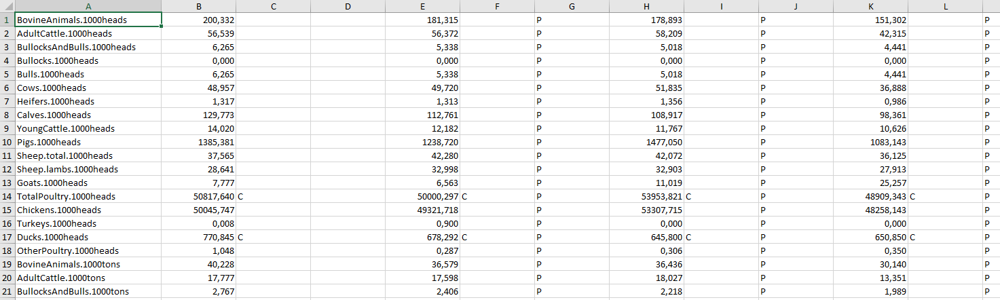 A B C D E F G H I J K L
1 BovineAnimals.1000heads 200,332 181,315 P 178,893 P 151,302 P
2 AdultCattle.1000heads 56,539 56,372 P 58,209 P 42,315 P
3 BullocksAndBulls.1000heads 6,265 5,338 P 5,018 P 4,441 P
4 Bullocks.1000heads 0,000 0,000 P 0,000 P 0,000 P
5 Bulls.1000heads 6,265 5,338 P 5,018 P 4,441 P
6 Cows.1000heads 48,957 49,720 P 51,835 P 36,888 P
7 Heifers.1000heads 1,317 1,313 P 1,356 P 0,986 P
8 Calves.1000heads 129,773 112,761 P 108,917 P 98,361 P
9 YoungCattle.1000heads 14,020 12,182 P 11,767 P 10,626 P
10 Pigs.1000heads 1385,381 1238,720 P 1477,050 P 1083,143 P
11 Sheep.total.1000heads 37,565 42,280 P 42,072 P 36,125 P
12 Sheep.lambs.1000heads 28,641 32,998 P 32,903 P 27,913 P
13 Goats.1000heads 7,777 6,563 P 11,019 P 25,257 P
14 TotalPoultry.1000heads 50817,640 C 50000,297 C P 53953,821 C P 48909,343 C P
15 Chickens.1000heads 50045,747 49321,718 P 53307,715 P 48258,143 P
16 Turkeys.1000heads 0,008 0,900 P 0,000 P 0,000 P
17 Ducks.1000heads 770,845 C 678,292 C P 645,800 C P 650,850 C P
18 OtherPoultry.1000heads 1,048 0,287 P 0,306 P 0,350 P
19 BovineAnimals.1000tons 40,228 36,579 P 36,436 P 30,140 P
20 AdultCattle.1000tons 17,777 17,598 P 18,027 P 13,351 P
21 BullocksAndBulls.1000tons 2,767 2,406 P 2,218 P 1,989 P